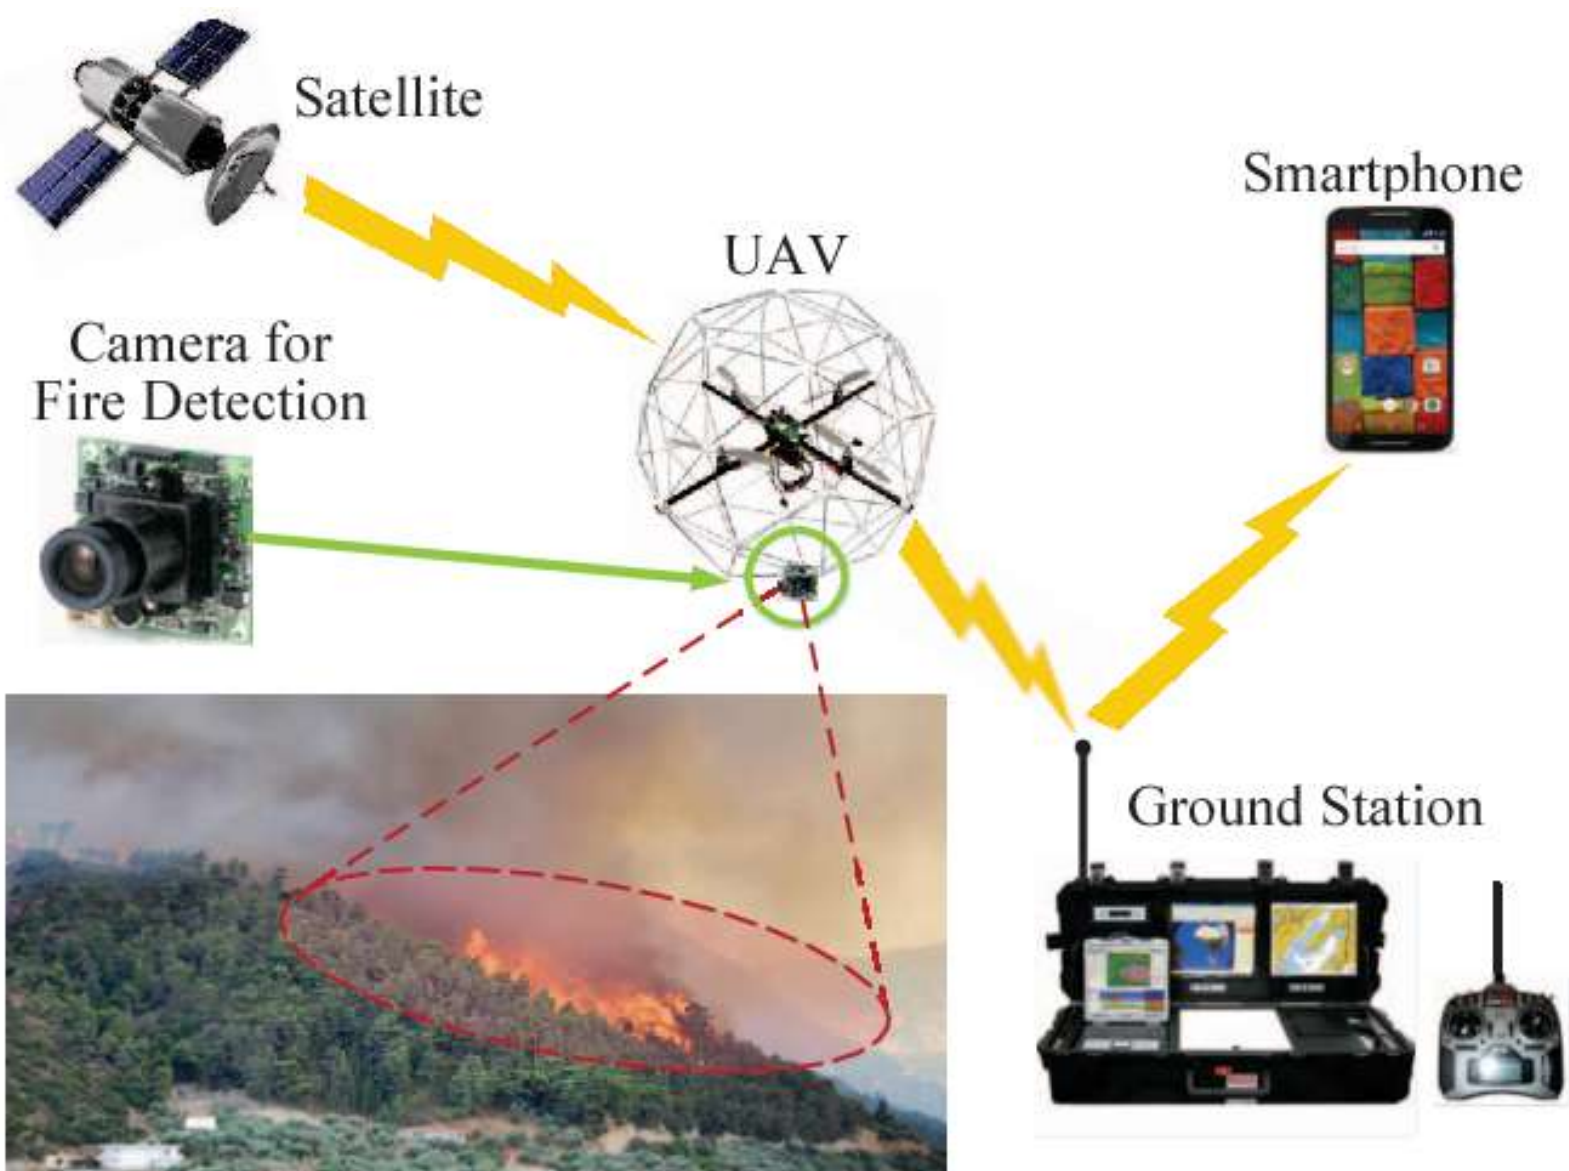 Satellite
Smartphone
UAV
Camera for
Fire Detection
Ground Station